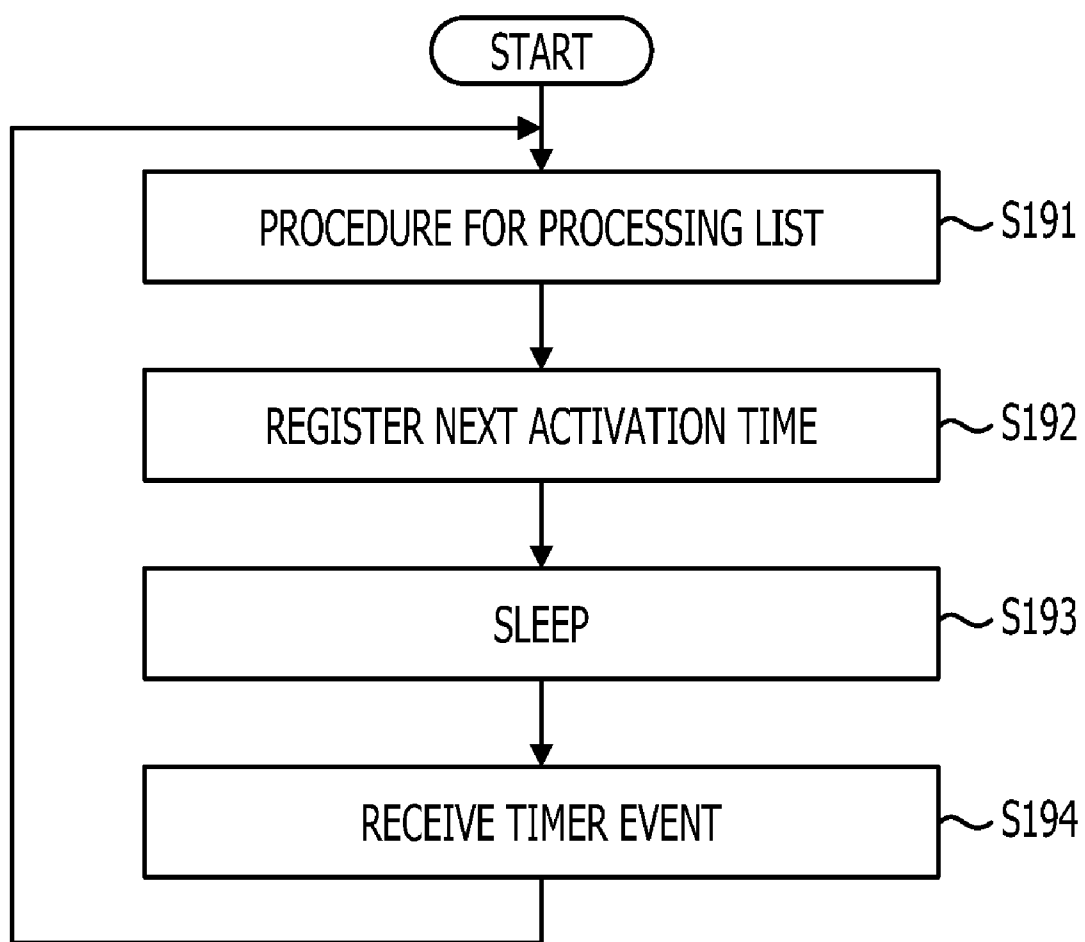 START
PROCEDURE FOR PROCESSING LIST
S191
REGISTER NEXT ACTIVATION TIME
S192
SLEEP
S193
RECEIVE TIMER EVENT
S194